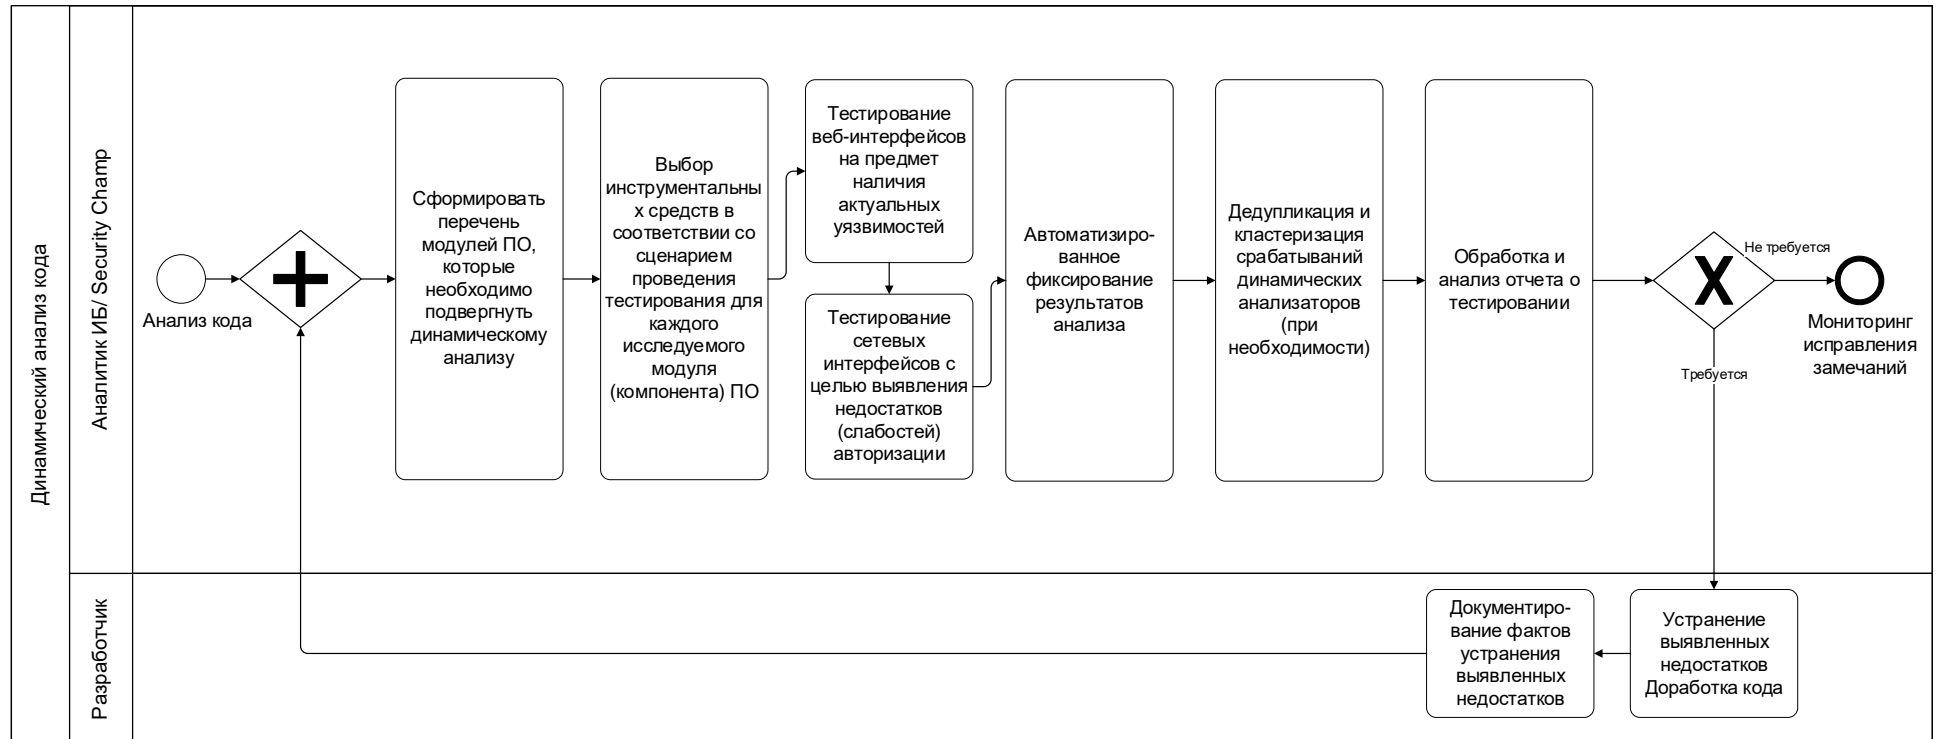 Динамический анализ кода
Аналитик ИБ/ Security Champ
Разработчик
Анализ кода
Сформировать
перечень
модулей ПО,
которые
необходимо
подвергнуть
динамическому
анализу
Выбор
инструментальны
х средств в
соответствии со
сценарием
проведения
тестирования для
каждого
исследуемого
модуля
(компонента) ПО
Тестирование
веб-интерфейсов
на предмет
наличия
актуальных
уязвимостей
Тестирование
сетевых
интерфейсов с
целью выявления
недостатков
(слабостей)
авторизации
Автоматизиро-
ванное
фиксирование
результатов
анализа
Дедупликация и
кластеризация
срабатываний
динамических
анализаторов
(при
необходимости)
Обработка и
анализ отчета о
тестировании
X
Не требуется
Требуется
Мониторинг
исправления
замечаний
Устранение
выявленных
недостатков
Доработка кода
Документиро-
вание фактов
устранения
выявленных
недостатков